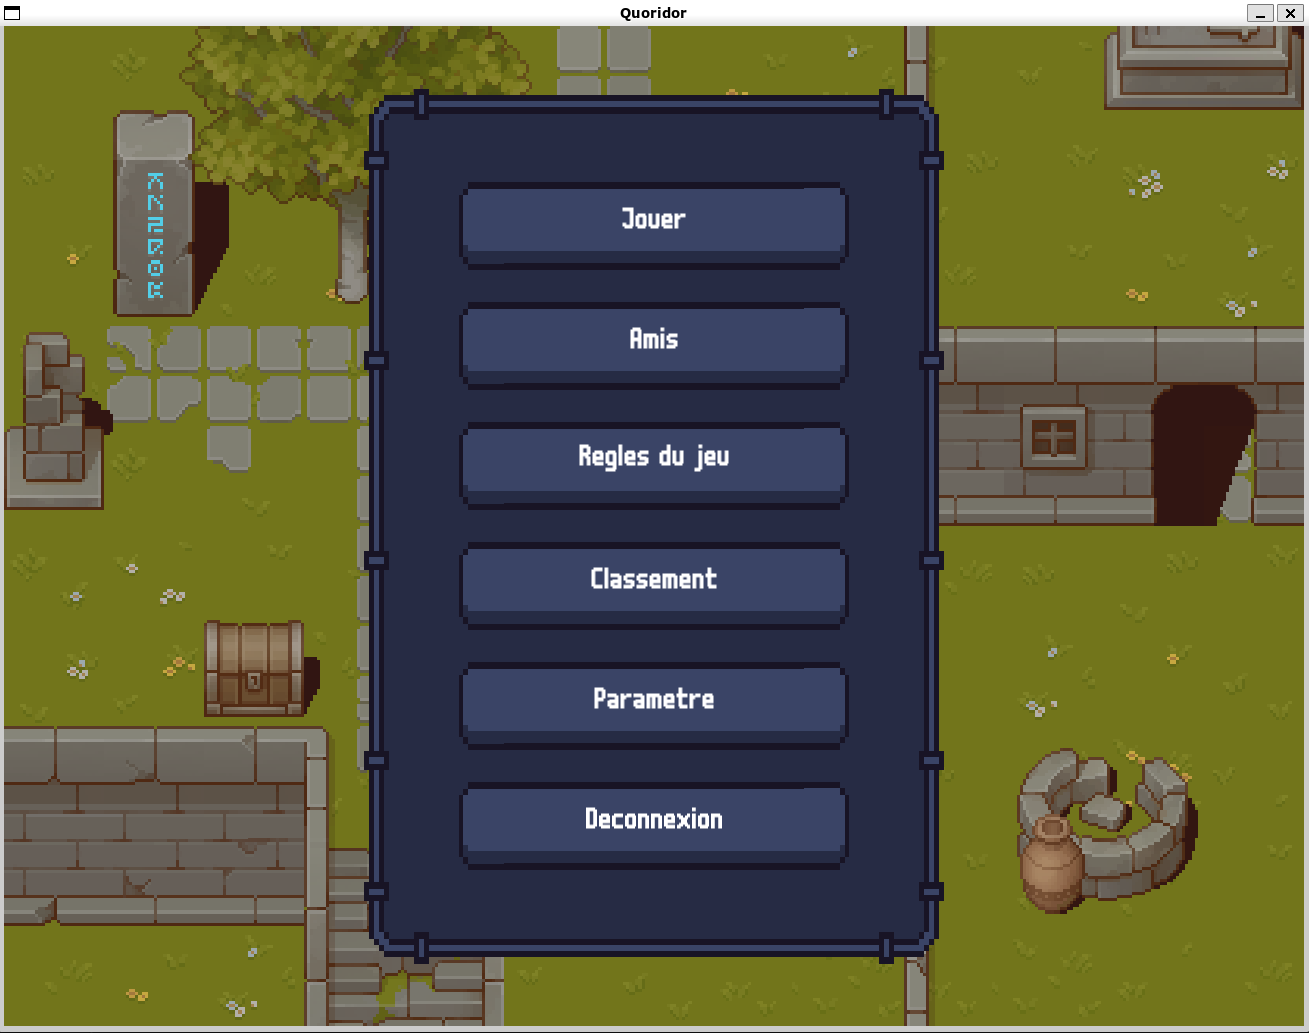 Quoridor
Jouer
Amis
Regles du jeu
Classement
Parametre
Deconnexion